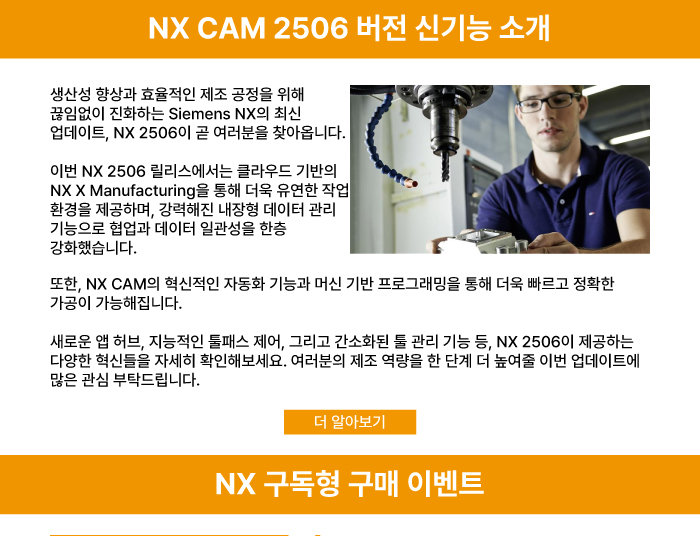 NX CAM 2506 버전 신기능 소개
생산성 향상과 효율적인 제조 공정을 위해
끊임없이 진화하는 Siemens NX의 최신
업데이트, NX 2506이 곧 여러분을 찾아옵니다.
이번 NX 2506 릴리스에서는 클라우드 기반의
NX X Manufacturing을 통해 더욱 유연한 작업
환경을 제공하며, 강력해진 내장형 데이터 관리
기능으로 협업과 데이터 일관성을 한층
강화했습니다.
또한, NX CAM의 혁신적인 자동화 기능과 머신 기반 프로그래밍을 통해 더욱 빠르고 정확한
가공이 가능해집니다.
새로운 앱 허브, 지능적인 툴패스 제어, 그리고 간소화된 툴 관리 기능 등, NX 2506이 제공하는
다양한 혁신들을 자세히 확인해보세요. 여러분의 제조 역량을 한 단계 더 높여줄 이번 업데이트에
많은 관심 부탁드립니다.
더 알아보기
NX 구독형 구매 이벤트